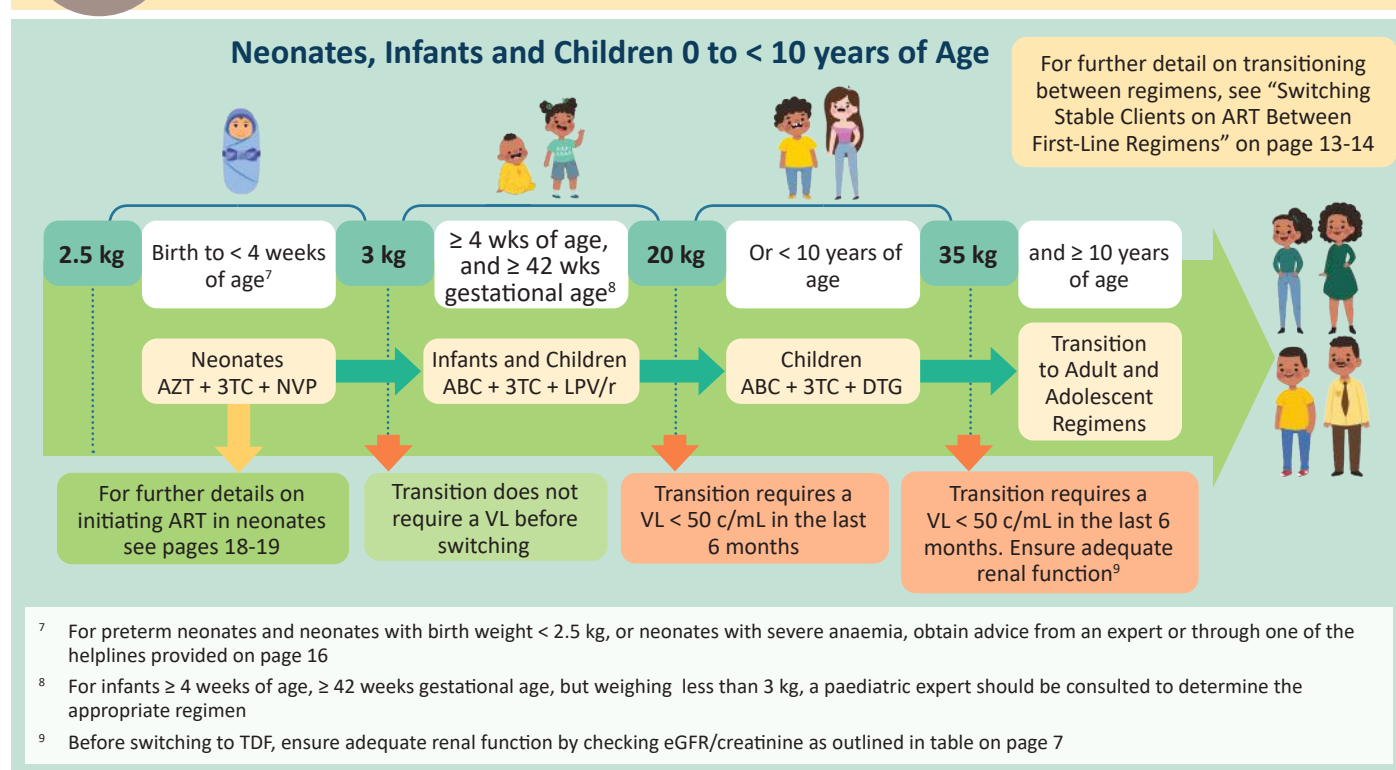 Neonates, Infants and Children 0 to < 10 years of Age
For further detail on transitioning
between regimens, see “Switching
Stable Clients on ART Between
First-Line Regimens” on page 13-14
2.5 kg
Birth to < 4 weeks
of age⁷
3 kg
≥ 4 wks of age,
and ≥ 42 wks
gestational age⁸
20 kg
Or < 10 years of
age
35 kg
and ≥ 10 years
of age
Neonates
AZT + 3TC + NVP
Infants and Children
ABC + 3TC + LPV/r
Children
ABC + 3TC + DTG
Transition
to Adult and
Adolescent
Regimens
For further details on
initiating ART in neonates
see pages 18-19
Transition does not
require a VL before
switching
Transition requires a
VL < 50 c/mL in the last
6 months
Transition requires a
VL < 50 c/mL in the last 6
months. Ensure adequate
renal function⁹
⁷ For preterm neonates and neonates with birth weight < 2.5 kg, or neonates with severe anaemia, obtain advice from an expert or through one of the
helplines provided on page 16
⁸ For infants ≥ 4 weeks of age, ≥ 42 weeks gestational age, but weighing less than 3 kg, a paediatric expert should be consulted to determine the
appropriate regimen
⁹ Before switching to TDF, ensure adequate renal function by checking eGFR/creatinine as outlined in table on page 7